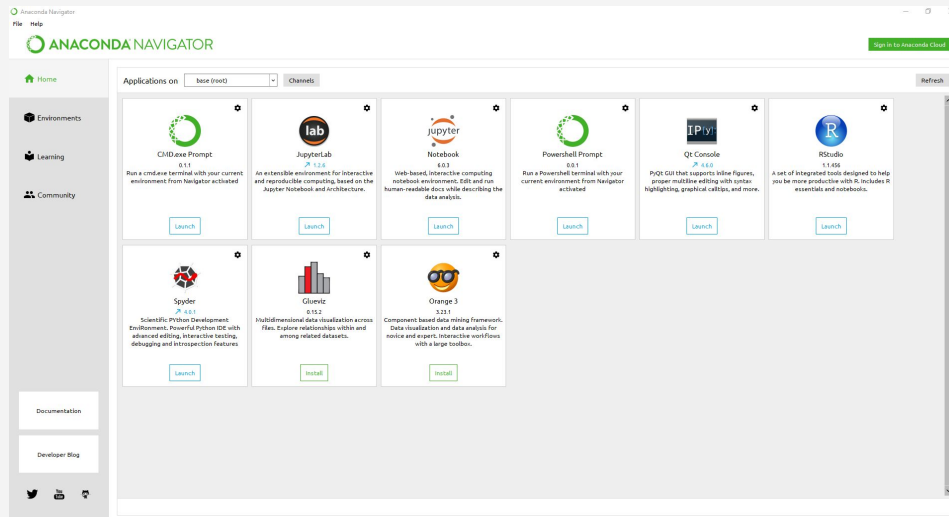 Anaconda Navigator
File Help
ANACONDA NAVIGATOR
Sign in to Anaconda Cloud
Home
Environments
Learning
Community
Documentation
Developer Blog
Applications on base (root) Channels
Refresh
CMD.exe Prompt
0.1.1
Run a cmd.exe terminal with your current
environment from Navigator activated
Launch
lab
JupyterLab
1.2.6
An extensible environment for interactive
and reproducible computing, based on the
Jupyter Notebook and Architecture.
Launch
jupyter
Notebook
6.0.3
Web-based, interactive computing
notebook environment. Edit and run
human-readable docs while describing the
data analysis.
Launch
Powershell Prompt
0.0.1
Run a Powershell terminal with your
current environment from Navigator
activated
Launch
IP[y]:
Qt Console
4.6.0
PyQt GUI that supports inline figures,
proper multiline editing with syntax
highlighting, graphical calltips, and more.
Launch
R
RStudio
1.1.456
A set of integrated tools designed to help
you be more productive with R. Includes R
essentials and notebooks.
Launch
Spyder
4.0.1
Scientific PYthon Development
EnviRonment. Powerful Python IDE with
advanced editing, interactive testing,
debugging and introspection features
Launch
Glueviz
0.15.2
Multidimensional data visualization across
files. Explore relationships within and
among related datasets.
Install
Orange 3
3.23.1
Component based data mining framework.
Data visualization and data analysis for
novice and expert. Interactive workflows
with a large toolbox.
Install